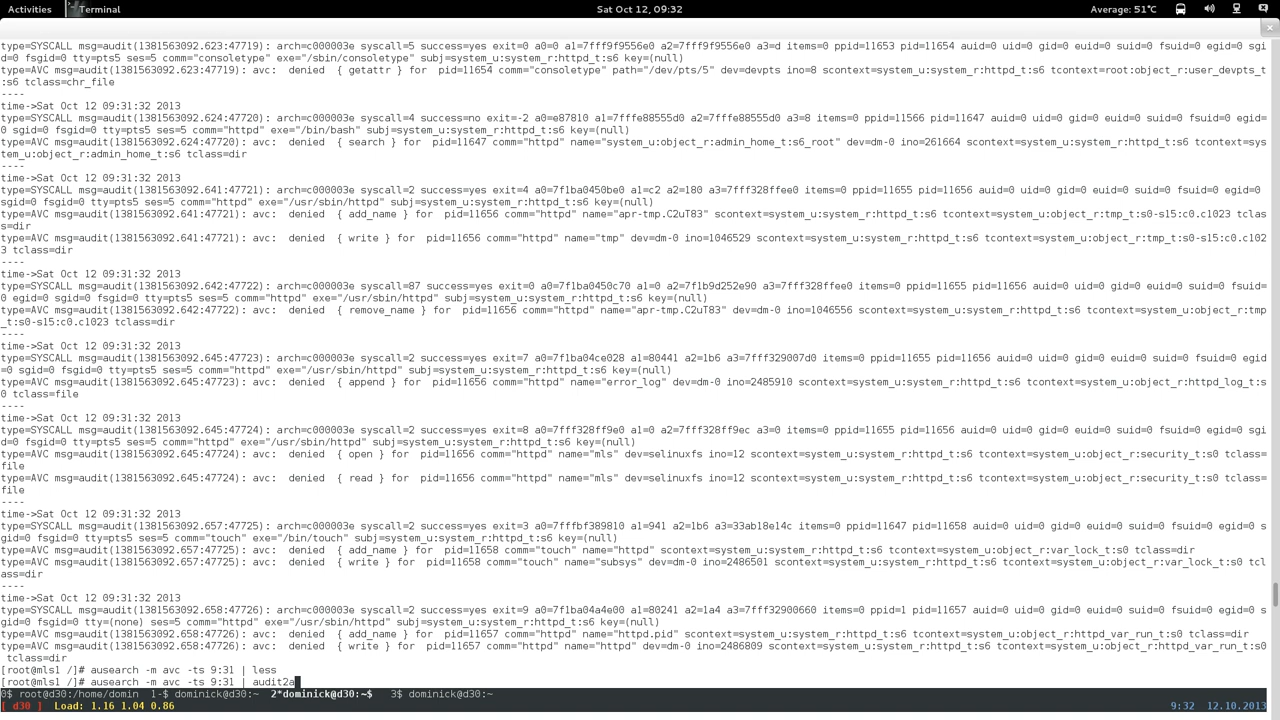 Activities Terminal Sat Oct 12, 09:32 Average: 51°C
type=SYSCALL msg=audit(1381563092.623:47719): arch=c000003e syscall=5 success=yes exit=0 a0=0 a1=7fff9f9556e0 a2=7fff9f9556e0 a3=d items=0 ppid=11653 pid=11654 auid=0 uid=0 gid=0 euid=0 suid=0 fsuid=0 egid=0 sgid=
0 fsgid=0 tty=pts5 ses=5 comm="consoletype" exe="/sbin/consoletype" subj=system_u:system_r:httpd_t:s6 key=(null)
type=AVC msg=audit(1381563092.623:47719): avc:  denied  { getattr } for  pid=11654 comm="consoletype" path="/dev/pts/5" dev=devpts ino=8 scontext=system_u:system_r:httpd_t:s6 tcontext=root:object_r:user_devpts_t
:s0 tclass=chr_file
----
time->Sat Oct 12 09:31:32 2013
type=SYSCALL msg=audit(1381563092.624:47720): arch=c000003e syscall=4 success=no exit=-2 a0=e87810 a1=7fffe88555d0 a2=7fffe88555d0 a3=8 items=0 ppid=11566 pid=11647 auid=0 uid=0 gid=0 euid=0 suid=0 fsuid=0 egid=
0 sgid=0 fsgid=0 tty=pts5 ses=5 comm="httpd" exe="/bin/bash" subj=system_u:system_r:httpd_t:s6 key=(null)
type=AVC msg=audit(1381563092.624:47720): avc:  denied  { search } for  pid=11647 comm="httpd" name="system_u:object_r:admin_home_t:s6_root" dev=dm-0 ino=261664 scontext=system_u:system_r:httpd_t:s6 tcontext=sys
tem_u:object_r:admin_home_t:s6 tclass=dir
----
time->Sat Oct 12 09:31:32 2013
type=SYSCALL msg=audit(1381563092.641:47721): arch=c000003e syscall=2 success=yes exit=4 a0=7f1ba0450be0 a1=c2 a2=180 a3=7fff328ffee0 items=0 ppid=11655 pid=11656 auid=0 uid=0 gid=0 euid=0 suid=0 fsuid=0 egid=0
sgid=0 fsgid=0 tty=pts5 ses=5 comm="httpd" exe="/usr/sbin/httpd" subj=system_u:system_r:httpd_t:s6 key=(null)
type=AVC msg=audit(1381563092.641:47721): avc:  denied  { add_name } for  pid=11656 comm="httpd" name="apr-tmp.C2uT83" scontext=system_u:system_r:httpd_t:s6 tcontext=system_u:object_r:tmp_t:s0-s15:c0.c1023 tclas
s=dir
type=AVC msg=audit(1381563092.641:47721): avc:  denied  { write } for  pid=11656 comm="httpd" name="tmp" dev=dm-0 ino=1046529 scontext=system_u:system_r:httpd_t:s6 tcontext=system_u:object_r:tmp_t:s0-s15:c0.c102
3 tclass=dir
----
time->Sat Oct 12 09:31:32 2013
type=SYSCALL msg=audit(1381563092.642:47722): arch=c000003e syscall=87 success=yes exit=0 a0=7f1ba0450c70 a1=0 a2=7f1b9d252e90 a3=7fff328ffee0 items=0 ppid=11655 pid=11656 auid=0 uid=0 gid=0 euid=0 suid=0 fsuid=
0 egid=0 sgid=0 fsgid=0 tty=pts5 ses=5 comm="httpd" exe="/usr/sbin/httpd" subj=system_u:system_r:httpd_t:s6 key=(null)
type=AVC msg=audit(1381563092.642:47722): avc:  denied  { remove_name } for  pid=11656 comm="httpd" name="apr-tmp.C2uT83" dev=dm-0 ino=1046556 scontext=system_u:system_r:httpd_t:s6 tcontext=system_u:object_r:tmp
_t:s0-s15:c0.c1023 tclass=dir
----
time->Sat Oct 12 09:31:32 2013
type=SYSCALL msg=audit(1381563092.645:47723): arch=c000003e syscall=2 success=yes exit=7 a0=7f1ba04ce028 a1=80441 a2=1b6 a3=7fff329007d0 items=0 ppid=11655 pid=11656 auid=0 uid=0 gid=0 euid=0 suid=0 fsuid=0 egid
=0 sgid=0 fsgid=0 tty=pts5 ses=5 comm="httpd" exe="/usr/sbin/httpd" subj=system_u:system_r:httpd_t:s6 key=(null)
type=AVC msg=audit(1381563092.645:47723): avc:  denied  { append } for  pid=11656 comm="httpd" name="error_log" dev=dm-0 ino=2485910 scontext=system_u:system_r:httpd_t:s6 tcontext=system_u:object_r:httpd_log_t:s
0 tclass=file
----
time->Sat Oct 12 09:31:32 2013
type=SYSCALL msg=audit(1381563092.645:47724): arch=c000003e syscall=2 success=yes exit=8 a0=7fff328ff9e0 a1=0 a2=7fff328ff9ec a3=0 items=0 ppid=11655 pid=11656 auid=0 uid=0 gid=0 euid=0 suid=0 fsuid=0 egid=0 sgi
d=0 fsgid=0 tty=pts5 ses=5 comm="httpd" exe="/usr/sbin/httpd" subj=system_u:system_r:httpd_t:s6 key=(null)
type=AVC msg=audit(1381563092.645:47724): avc:  denied  { open } for  pid=11656 comm="httpd" name="mls" dev=selinuxfs ino=12 scontext=system_u:system_r:httpd_t:s6 tcontext=system_u:object_r:security_t:s0 tclass=
file
type=AVC msg=audit(1381563092.645:47724): avc:  denied  { read } for  pid=11656 comm="httpd" name="mls" dev=selinuxfs ino=12 scontext=system_u:system_r:httpd_t:s6 tcontext=system_u:object_r:security_t:s0 tclass=
file
----
time->Sat Oct 12 09:31:32 2013
type=SYSCALL msg=audit(1381563092.657:47725): arch=c000003e syscall=2 success=yes exit=3 a0=7fffbf389810 a1=941 a2=1b6 a3=33ab18e14c items=0 ppid=11647 pid=11658 auid=0 uid=0 gid=0 euid=0 suid=0 fsuid=0 egid=0 s
gid=0 fsgid=0 tty=pts5 ses=5 comm="touch" exe="/bin/touch" subj=system_u:system_r:httpd_t:s6 key=(null)
type=AVC msg=audit(1381563092.657:47725): avc:  denied  { add_name } for  pid=11658 comm="touch" name="httpd" scontext=system_u:system_r:httpd_t:s6 tcontext=system_u:object_r:var_lock_t:s0 tclass=dir
type=AVC msg=audit(1381563092.657:47725): avc:  denied  { write } for  pid=11658 comm="touch" name="subsys" dev=dm-0 ino=2486501 scontext=system_u:system_r:httpd_t:s6 tcontext=system_u:object_r:var_lock_t:s0 tcl
ass=dir
----
time->Sat Oct 12 09:31:32 2013
type=SYSCALL msg=audit(1381563092.658:47726): arch=c000003e syscall=2 success=yes exit=9 a0=7f1ba04a4e00 a1=80241 a2=1a4 a3=7fff32900660 items=0 ppid=1 pid=11657 auid=0 uid=0 gid=0 euid=0 suid=0 fsuid=0 egid=0 s
gid=0 fsgid=0 tty=(none) ses=5 comm="httpd" exe="/usr/sbin/httpd" subj=system_u:system_r:httpd_t:s6 key=(null)
type=AVC msg=audit(1381563092.658:47726): avc:  denied  { add_name } for  pid=11657 comm="httpd" name="httpd.pid" scontext=system_u:system_r:httpd_t:s6 tcontext=system_u:object_r:httpd_var_run_t:s0 tclass=dir
type=AVC msg=audit(1381563092.658:47726): avc:  denied  { write } for  pid=11657 comm="httpd" name="httpd" dev=dm-0 ino=2486809 scontext=system_u:system_r:httpd_t:s6 tcontext=system_u:object_r:httpd_var_run_t:s0
 tclass=dir
[root@mls1 /]# ausearch -m avc -ts 9:31 | less
[root@mls1 /]# ausearch -m avc -ts 9:31 | audit2a
0$ root@d30:/home/domin  1-$ dominick@d30:~  2*dominick@d30:~$   3$ dominick@d30:~
[ d30 ] Load: 1.16 1.04 0.86 9:32 12.10.2013